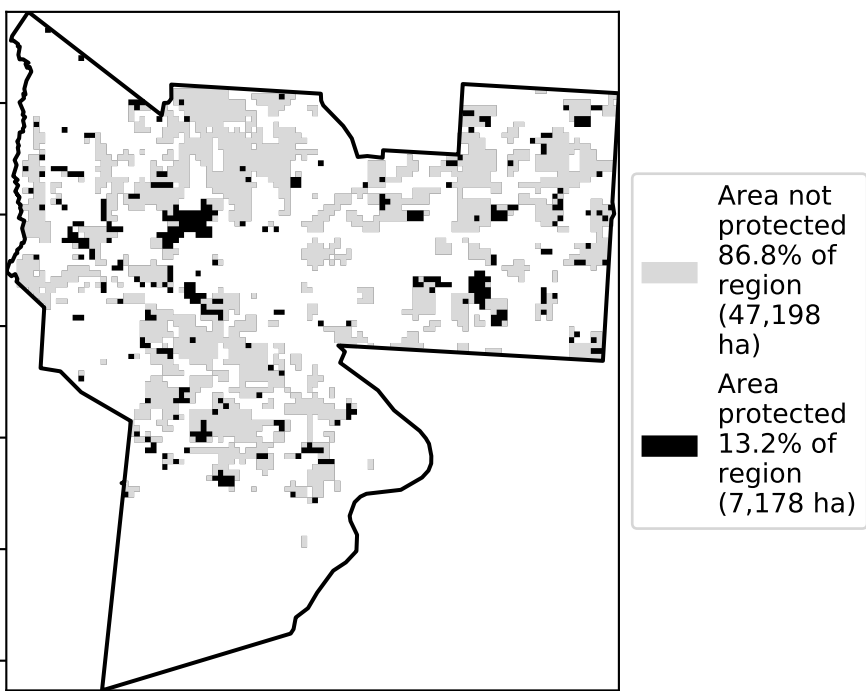 Area not
protected
86.8% of
region
(47,198
ha)
Area
protected
13.2% of
region
(7,178 ha)